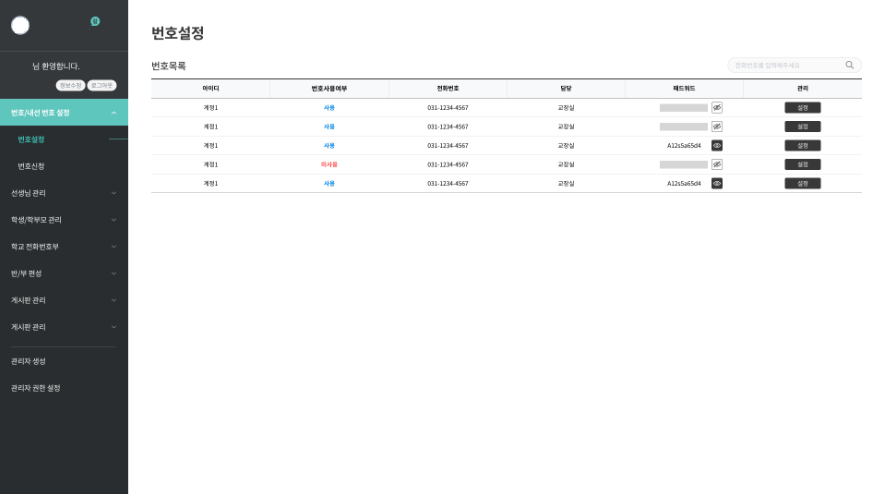 님 환영합니다.
정보수정 로그아웃
번호/내선 번호 설정
번호설정
번호신청
선생님 관리
학생/학부모 관리
학교 전화번호부
반/부 편성
게시판 관리
게시판 관리
관리자 생성
관리자 권한 설정
번호설정
번호목록
전화번호를 입력해주세요
아이디 번호사용여부 전화번호 담당 패드워드 관리
계정1 사용 031-1234-4567 교장실 설정
계정1 사용 031-1234-4567 교장실 설정
계정1 사용 031-1234-4567 교장실 A12s5a65d4 설정
계정1 미사용 031-1234-4567 교장실 설정
계정1 사용 031-1234-4567 교장실 A12s5a65d4 설정